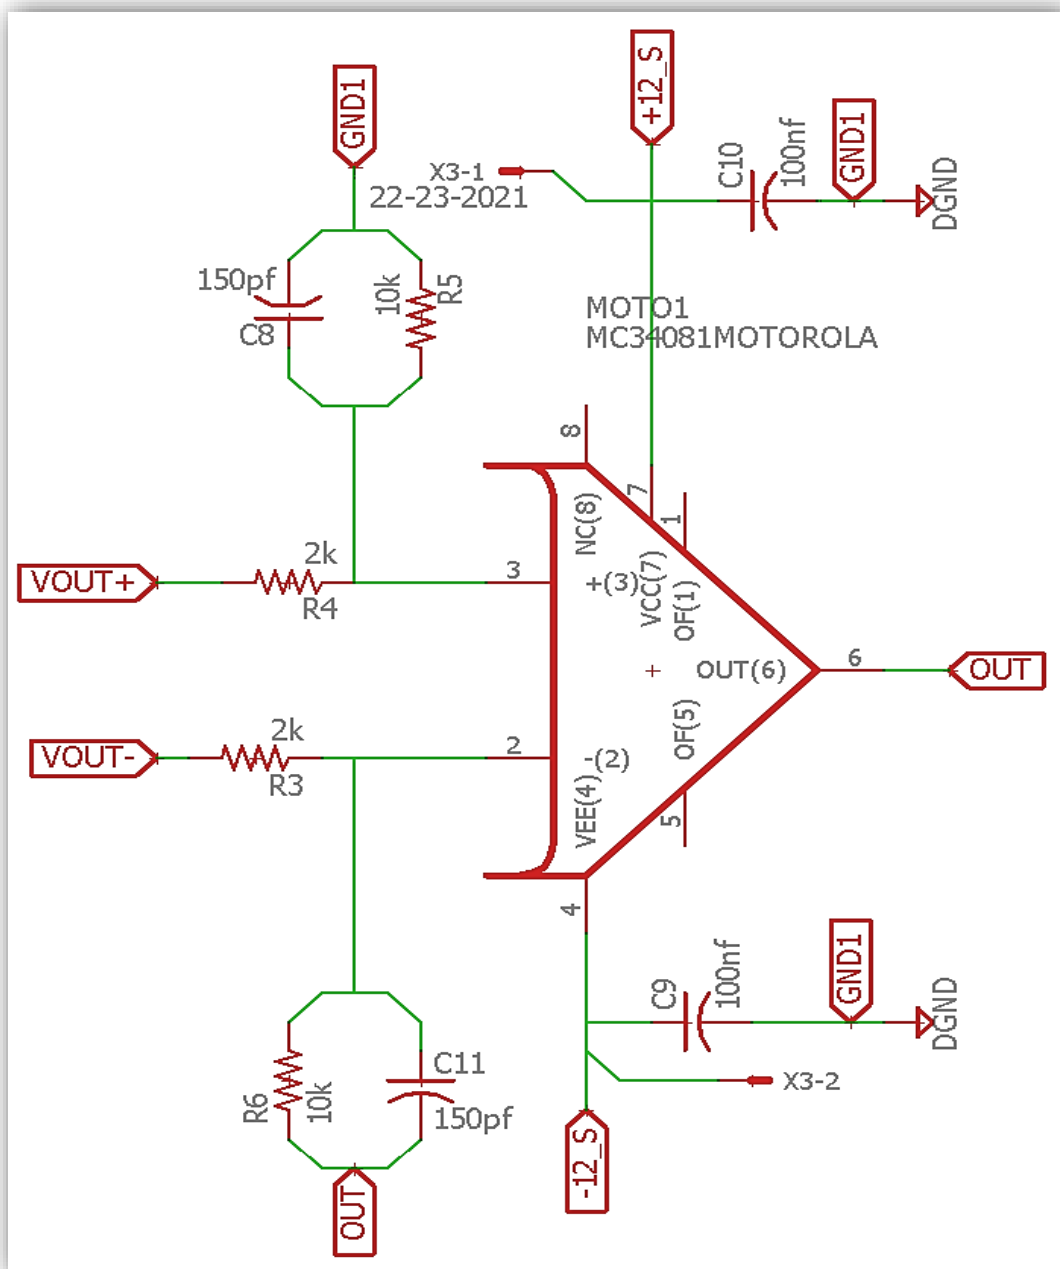 +12_S
GND1
GND1
C10
100nf
X3-1
22-23-2021
DGND
150pf
C8
10k
R5
MOTO1
MC34081MOTOROLA
8
7
1
NC(8)
VCC(7)
OF(1)
VOUT+
2k
R4
3
+(3)
OUT(6)
6
OUT
VOUT-
2k
R3
2
-(2)
OF(5)
VEE(4)
5
4
GND1
C9
100nf
DGND
X3-2
R6
10k
C11
150pf
-12_S
OUT